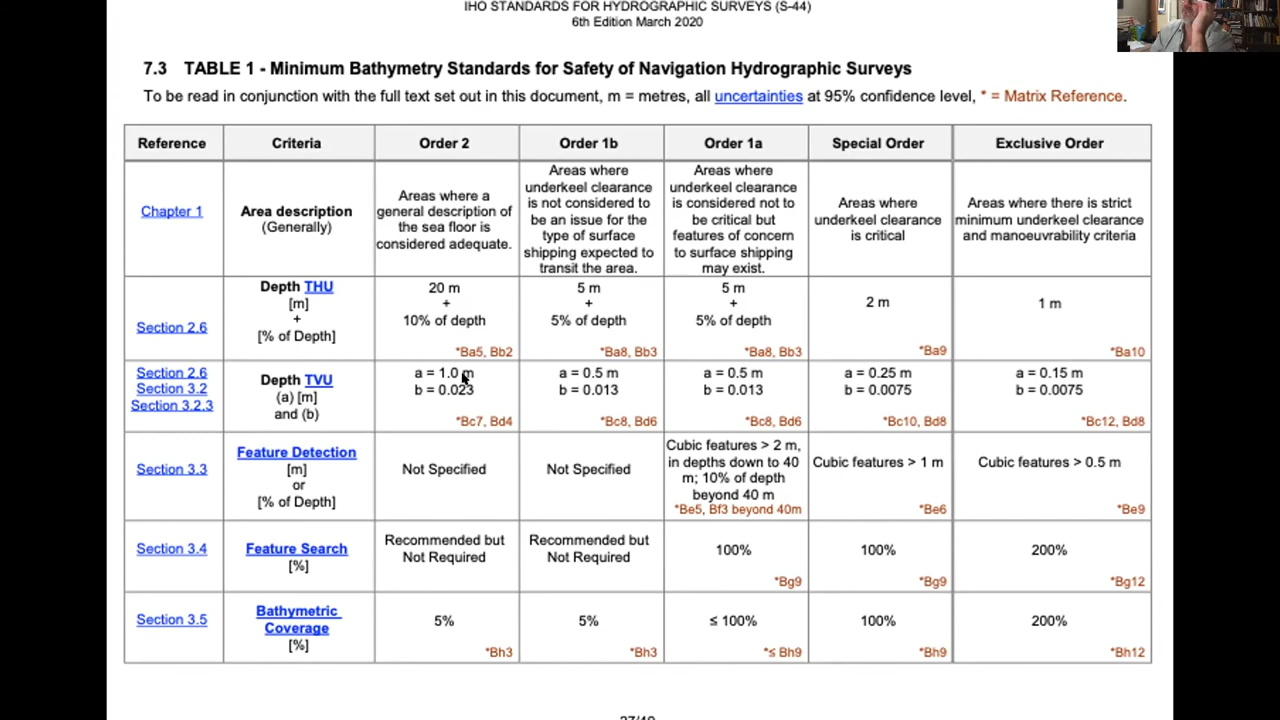 IHO STANDARDS FOR HYDROGRAPHIC SURVEYS (S-44)
6th Edition March 2020
7.3 TABLE 1 - Minimum Bathymetry Standards for Safety of Navigation Hydrographic Surveys
To be read in conjunction with the full text set out in this document, m = metres, all uncertainties at 95% confidence level, * = Matrix Reference.
Reference Criteria Order 2 Order 1b Order 1a Special Order Exclusive Order
Chapter 1
Area description
(Generally)
Areas where a
general description of
the sea floor is
considered adequate.
Areas where
underkeel clearance
is not considered to
be an issue for the
type of surface
shipping expected to
transit the area.
Areas where
underkeel clearance
is considered not to
be critical but
features of concern
to surface shipping
may exist.
Areas where
underkeel clearance
is critical
Areas where there is strict
minimum underkeel clearance
and manoeuvrability criteria
Section 2.6
Depth THU
[m]
+
[% of Depth]
20 m
+
10% of depth
*Ba5, Bb2
5 m
+
5% of depth
*Ba8, Bb3
5 m
+
5% of depth
*Ba8, Bb3
2 m
*Ba9
1 m
*Ba10
Section 2.6
Section 3.2
Section 3.2.3
Depth TVU
(a) [m]
and (b)
a = 1.0 m
b = 0.023
*Bc7, Bd4
a = 0.5 m
b = 0.013
*Bc8, Bd6
a = 0.5 m
b = 0.013
*Bc8, Bd6
a = 0.25 m
b = 0.0075
*Bc10, Bd8
a = 0.15 m
b = 0.0075
*Bc12, Bd8
Section 3.3
Feature Detection
[m]
or
[% of Depth]
Not Specified
Not Specified
Cubic features > 2 m,
in depths down to 40
m; 10% of depth
beyond 40 m
*Be5, Bf3 beyond 40m
Cubic features > 1 m
*Be6
Cubic features > 0.5 m
*Be9
Section 3.4
Feature Search
[%]
Recommended but
Not Required
Recommended but
Not Required
100%
*Bg9
100%
*Bg9
200%
*Bg12
Section 3.5
Bathymetric
Coverage
[%]
5%
*Bh3
5%
*Bh3
≤ 100%
*≤ Bh9
100%
*Bh9
200%
*Bh12